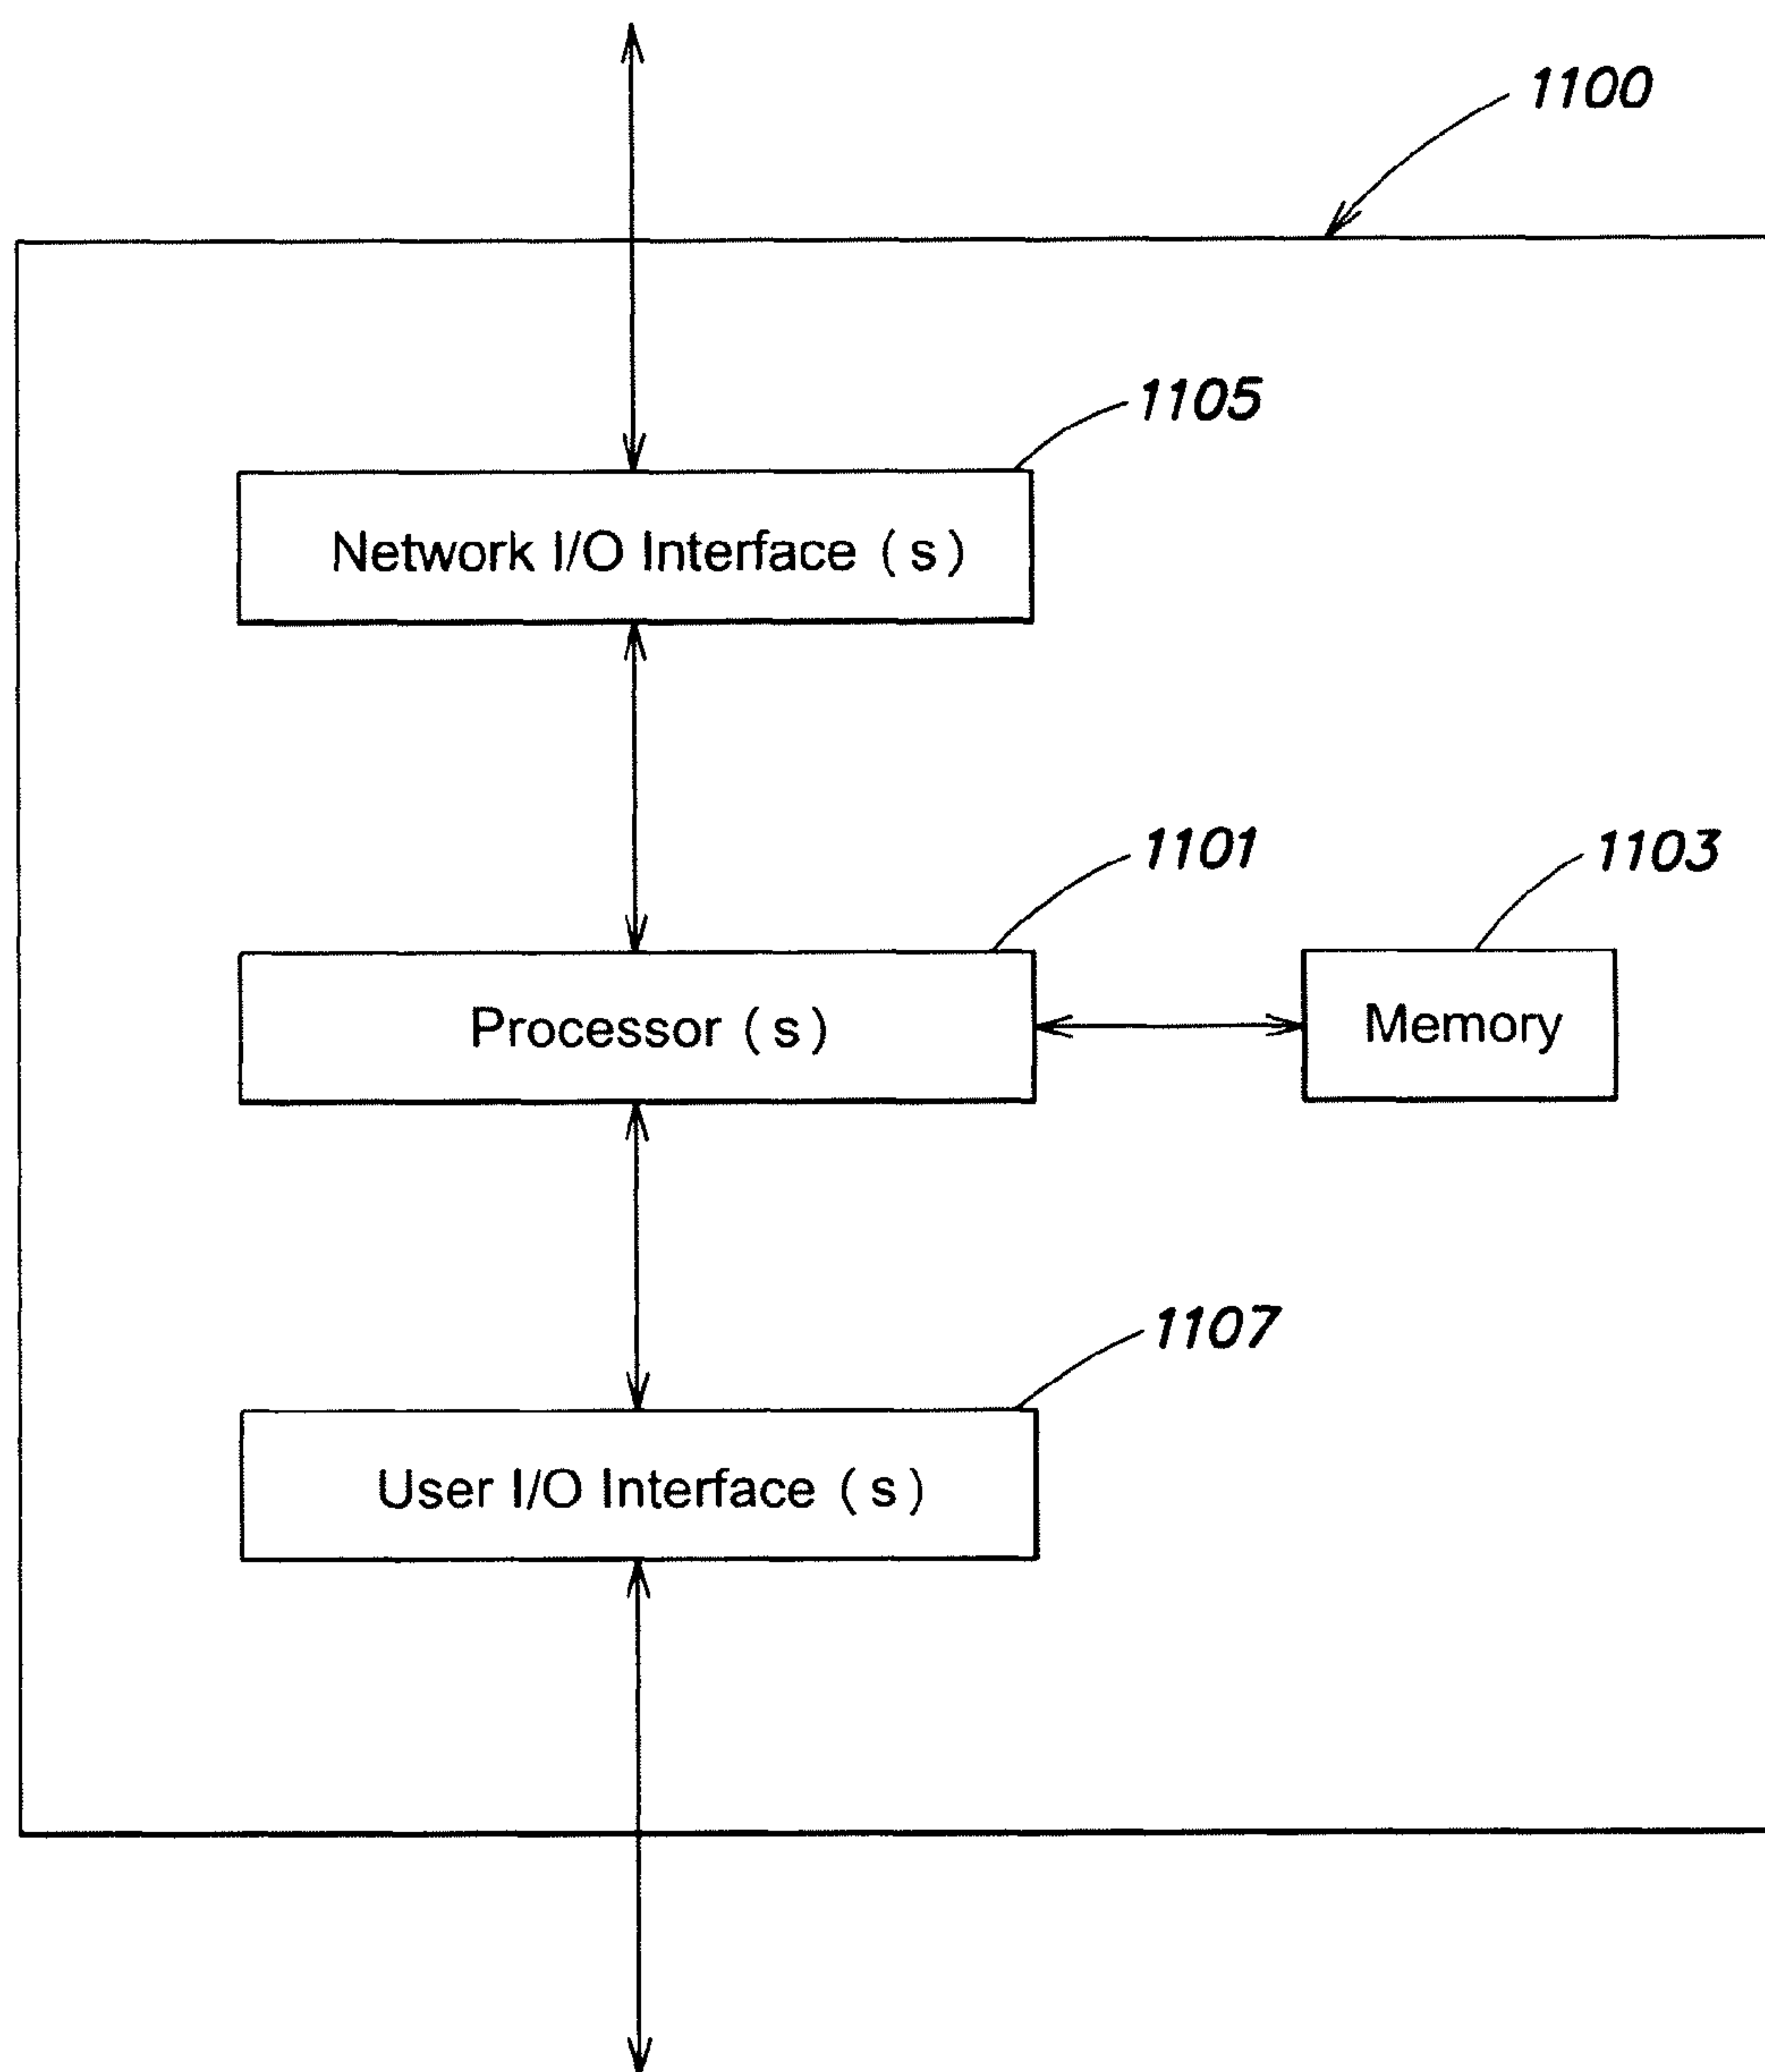 1100
1105
Network I/O Interface (s)
1101
1103
Processor (s)
Memory
1107
User I/O Interface (s)